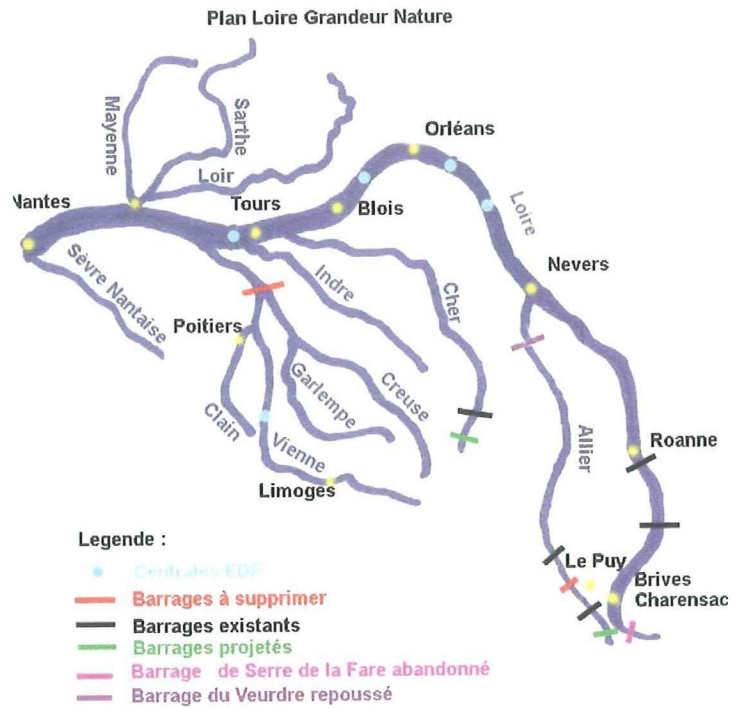 Plan Loire Grandeur Nature
Mayenne
Sarthe
Loir
Orléans
Nantes
Tours
Blois
Loire
Sèvre Nantaise
Indre
Cher
Nevers
Poitiers
Clain
Vienne
Garlempe
Creuse
Limoges
Allier
Roanne
Le Puy
Brives
Charensac
Legende :
Centrales EDF
Barrages à supprimer
Barrages existants
Barrages projetés
Barrage de Serre de la Fare abandonné
Barrage du Veurdre repoussé